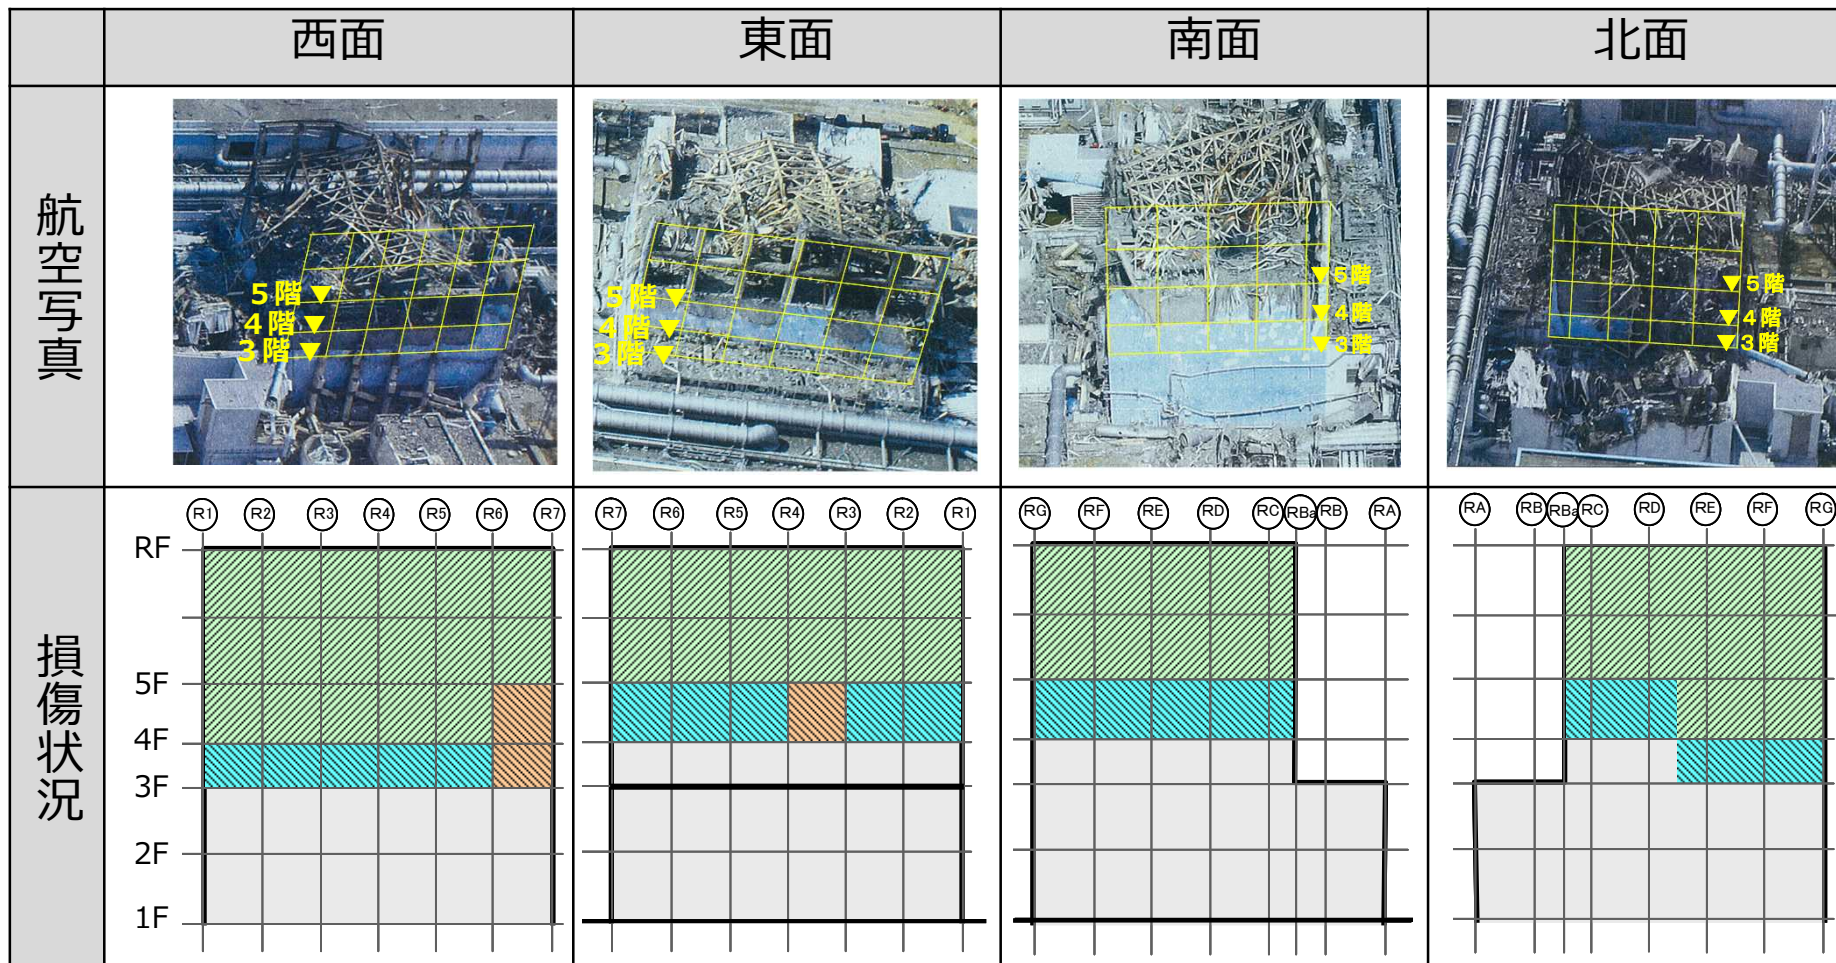 西面 東面 南面 北面
航空写真
5階▼
4階▼
3階▼
5階▼
4階▼
3階▼
▼5階
▼4階
▼3階
▼5階
▼4階
▼3階
損傷状況
R1 R2 R3 R4 R5 R6 R7
RF
5F
4F
3F
2F
1F
R7 R6 R5 R4 R3 R2 R1
RG RF RE RD RC RBa RB RA
RA RB RBa RC RD RE RF RG